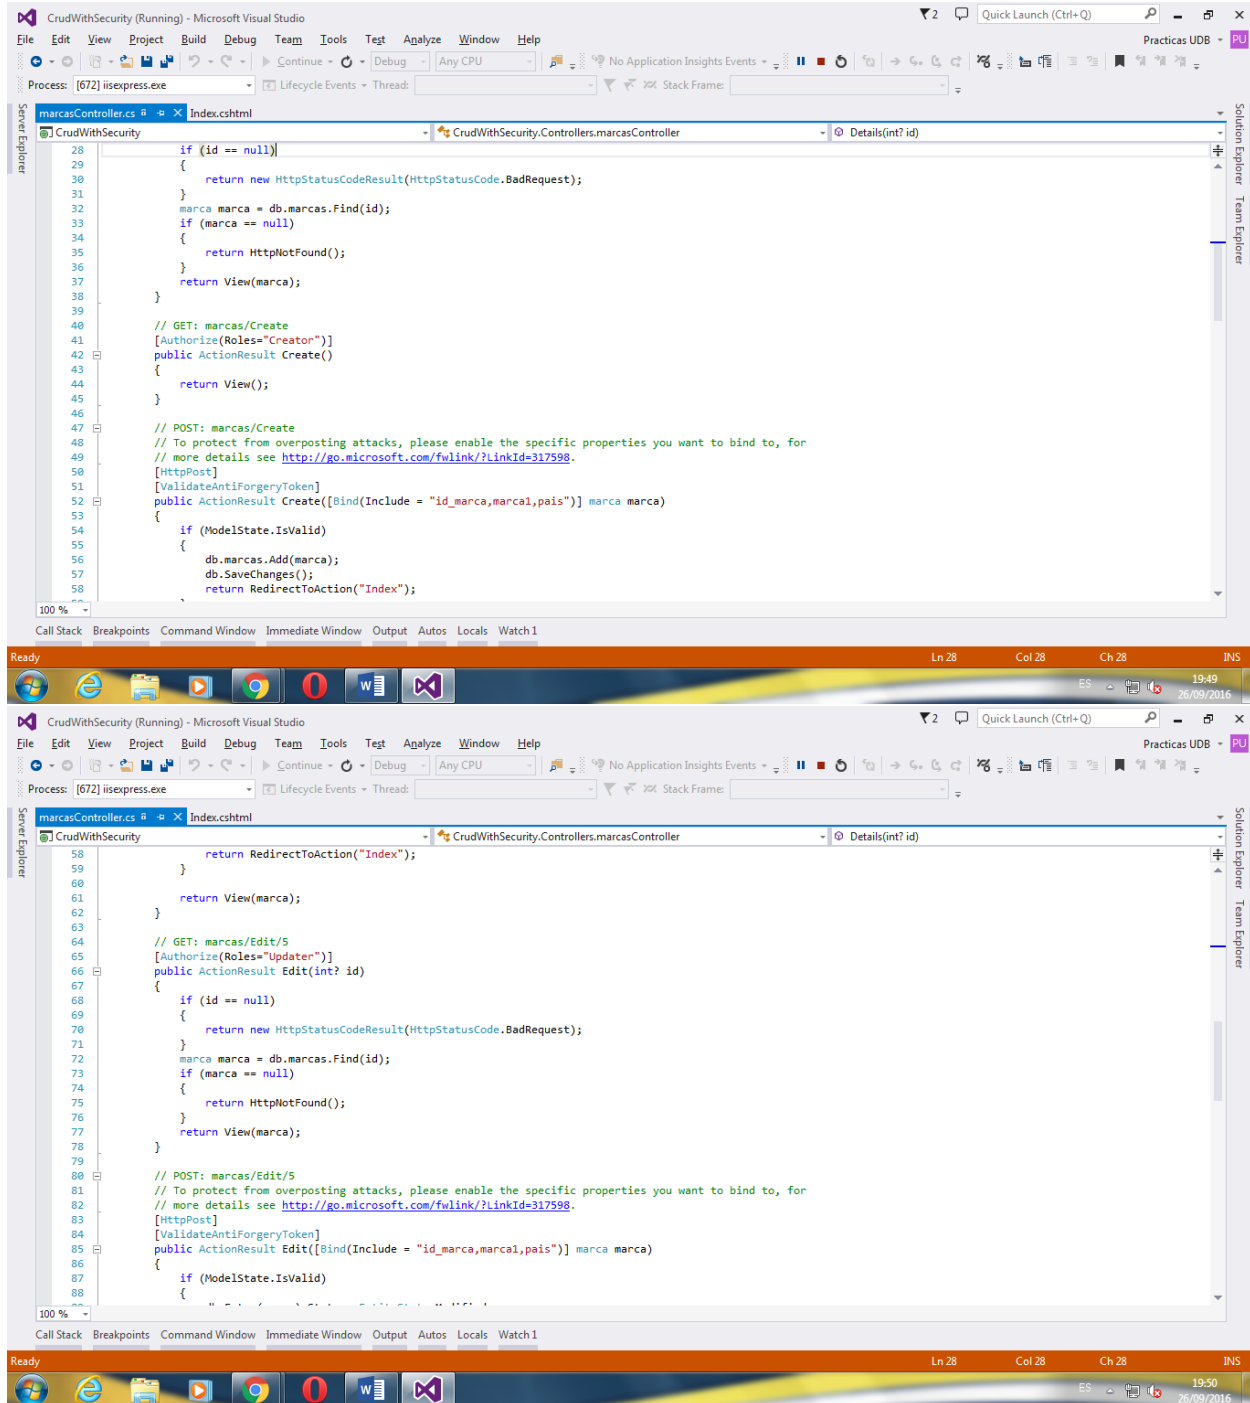 CrudWithSecurity (Running) - Microsoft Visual Studio
2
Quick Launch (Ctrl+Q)
File Edit View Project Build Debug Team Tools Test Analyze Window Help
Practicas UDB PU
Continue Debug Any CPU No Application Insights Events
Process: [672] iisexpress.exe Lifecycle Events Thread: Stack Frame:
Server Explorer
Solution Explorer
Team Explorer
marcasController.cs Index.cshtml
CrudWithSecurity CrudWithSecurity.Controllers.marcasController Details(int? id)
28 if (id == null)
29 {
30 return new HttpStatusCodeResult(HttpStatusCode.BadRequest);
31 }
32 marca marca = db.marcas.Find(id);
33 if (marca == null)
34 {
35 return HttpNotFound();
36 }
37 return View(marca);
38 }
39
40 // GET: marcas/Create
41 [Authorize(Roles="Creator")]
42 public ActionResult Create()
43 {
44 return View();
45 }
46
47 // POST: marcas/Create
48 // To protect from overposting attacks, please enable the specific properties you want to bind to, for
49 // more details see http://go.microsoft.com/fwlink/?LinkId=317598.
50 [HttpPost]
51 [ValidateAntiForgeryToken]
52 public ActionResult Create([Bind(Include = "id_marca,marca1,pais")] marca marca)
53 {
54 if (ModelState.IsValid)
55 {
56 db.marcas.Add(marca);
57 db.SaveChanges();
58 return RedirectToAction("Index");
100 %
Call Stack Breakpoints Command Window Immediate Window Output Autos Locals Watch 1
Ready Ln 28 Col 28 Ch 28 INS
ES 19:49
26/09/2016
CrudWithSecurity (Running) - Microsoft Visual Studio
2
Quick Launch (Ctrl+Q)
File Edit View Project Build Debug Team Tools Test Analyze Window Help
Practicas UDB PU
Continue Debug Any CPU No Application Insights Events
Process: [672] iisexpress.exe Lifecycle Events Thread: Stack Frame:
Server Explorer
Solution Explorer
Team Explorer
marcasController.cs Index.cshtml
CrudWithSecurity CrudWithSecurity.Controllers.marcasController Details(int? id)
58 return RedirectToAction("Index");
59 }
60
61 return View(marca);
62 }
63
64 // GET: marcas/Edit/5
65 [Authorize(Roles="Updater")]
66 public ActionResult Edit(int? id)
67 {
68 if (id == null)
69 {
70 return new HttpStatusCodeResult(HttpStatusCode.BadRequest);
71 }
72 marca marca = db.marcas.Find(id);
73 if (marca == null)
74 {
75 return HttpNotFound();
76 }
77 return View(marca);
78 }
79
80 // POST: marcas/Edit/5
81 // To protect from overposting attacks, please enable the specific properties you want to bind to, for
82 // more details see http://go.microsoft.com/fwlink/?LinkId=317598.
83 [HttpPost]
84 [ValidateAntiForgeryToken]
85 public ActionResult Edit([Bind(Include = "id_marca,marca1,pais")] marca marca)
86 {
87 if (ModelState.IsValid)
88 {
100 %
Call Stack Breakpoints Command Window Immediate Window Output Autos Locals Watch 1
Ready Ln 28 Col 28 Ch 28 INS
ES 19:50
26/09/2016